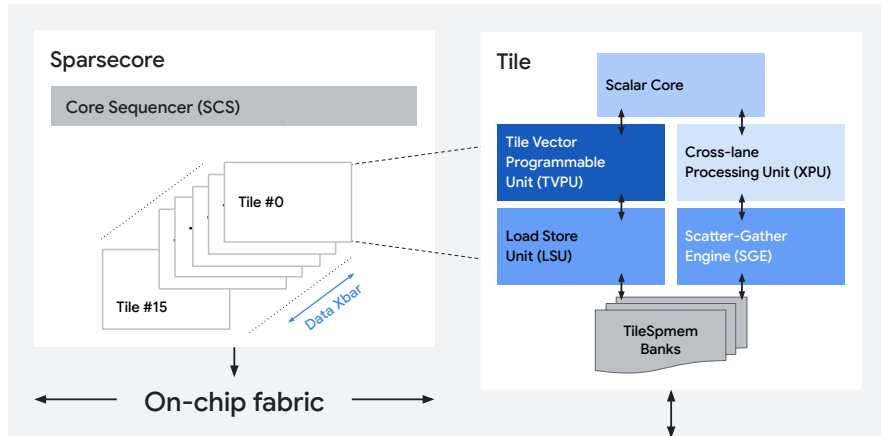 Sparsecore
Core Sequencer (SCS)
Tile #0
Tile #15
Data Xbar
On-chip fabric
Tile
Scalar Core
Tile Vector
Programmable
Unit (TVPU)
Cross-lane
Processing Unit (XPU)
Load Store
Unit (LSU)
Scatter-Gather
Engine (SGE)
TileSpmem
Banks